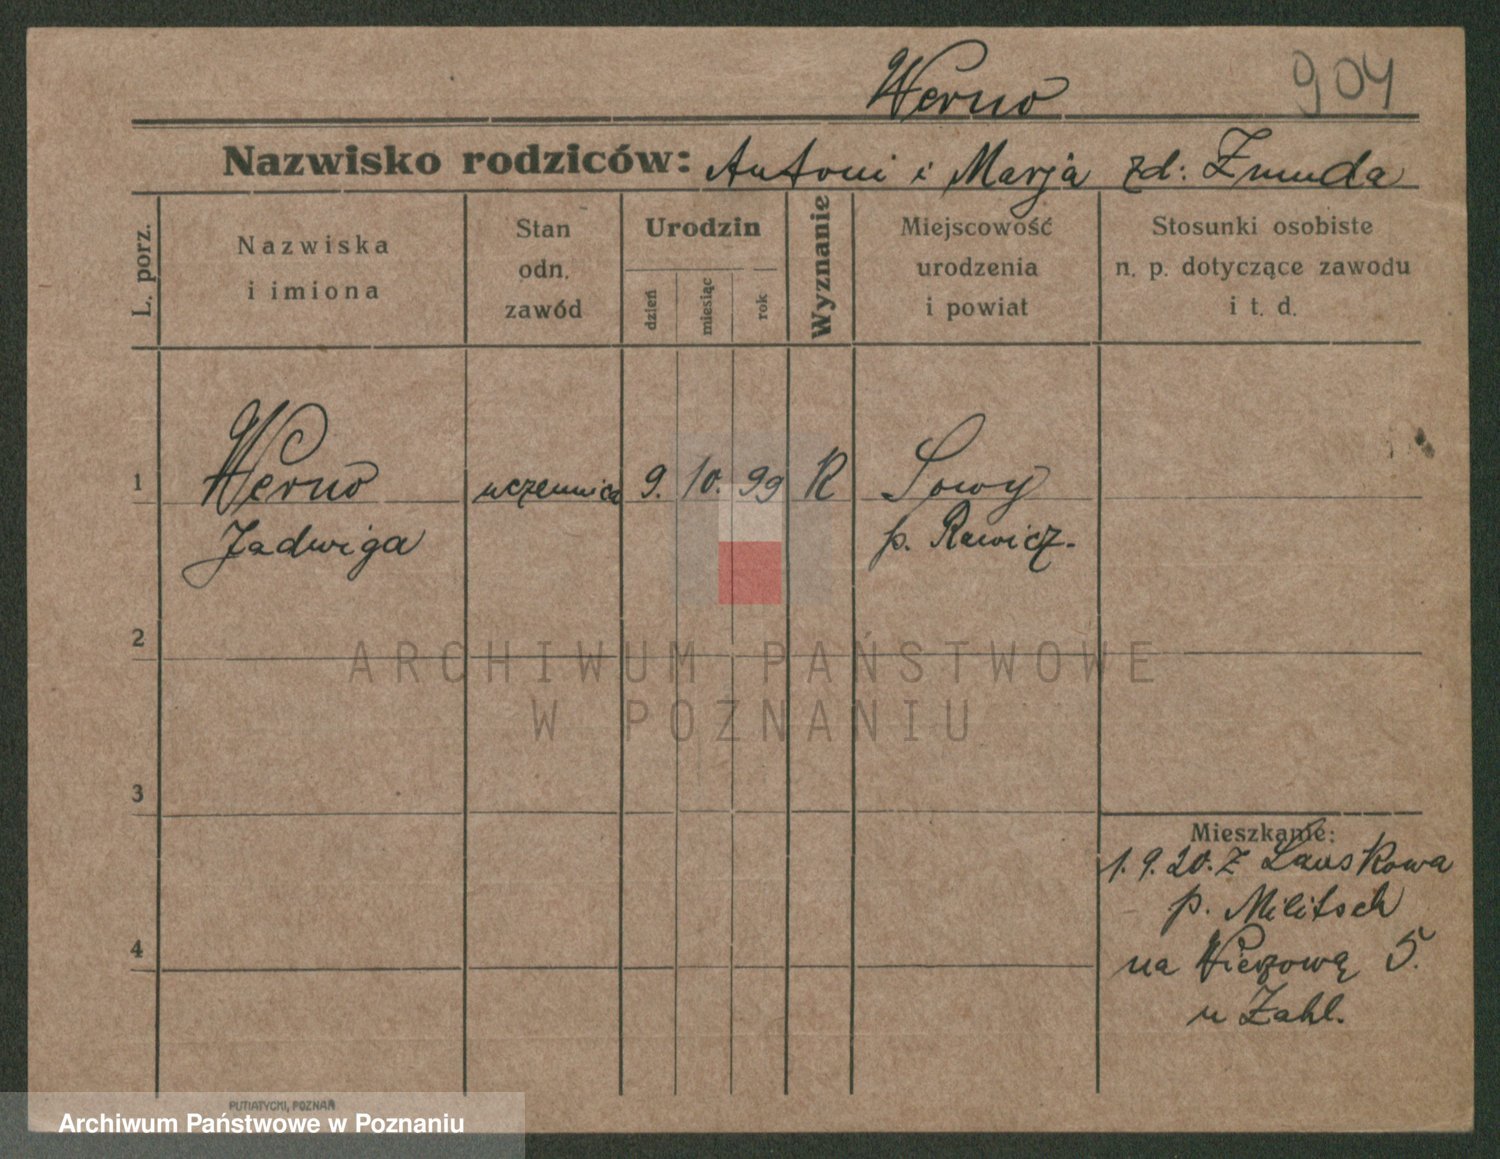 Werno 904
Nazwisko rodziców: Antoni i Marja zd: Zmuda
L. porz.
Nazwiska
i imiona
Stan
odn.
zawód
Urodzin
dzień
miesiąc
rok
Wyznanie
Miejscowość
urodzenia
i powiat
Stosunki osobiste
n. p. dotyczące zawodu
i t. d.
1 Werno uczennica 9. 10. 99 R Sowy
Jadwiga p. Rawicz.
2
ARCHIWUM PAŃSTWOWE
W POZNANIU
3
Mieszkanie:
1.9.20. z Lauskowa
p. Militsch
4
na Wierzową 5.
u Zahl.
PUTIATYCKI, POZNAŃ
Archiwum Państwowe w Poznaniu